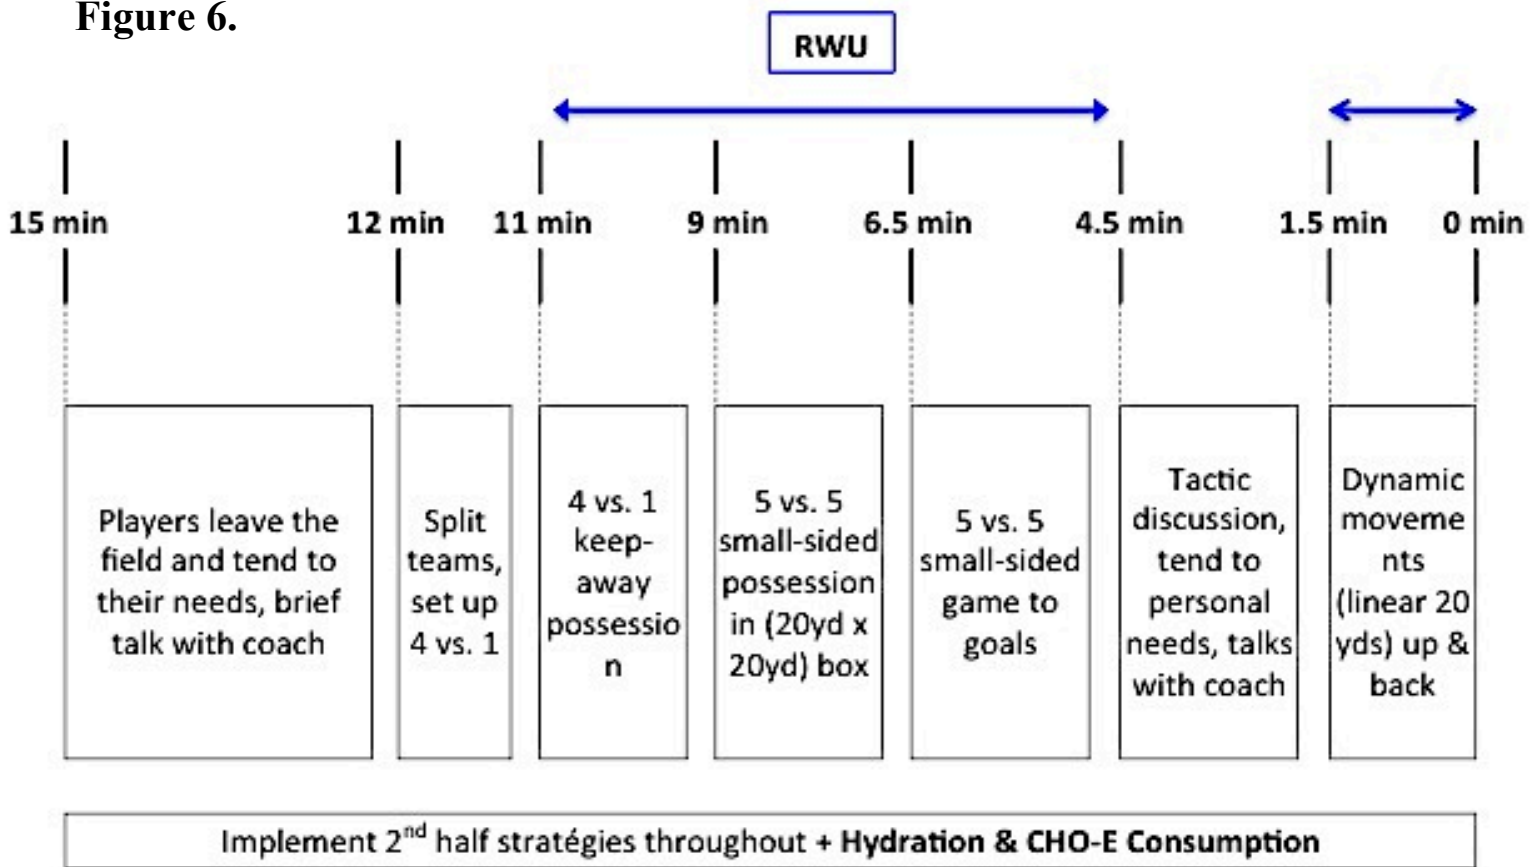 Figure 6.
RWU
15 min
12 min
11 min
9 min
6.5 min
4.5 min
1.5 min
0 min
Players leave the
field and tend to
their needs, brief
talk with coach
Split
teams,
set up
4 vs. 1
4 vs. 1
keep-
away
possessio
n
5 vs. 5
small-sided
possession
in (20yd x
20yd) box
5 vs. 5
small-sided
game to
goals
Tactic
discussion,
tend to
personal
needs, talks
with coach
Dynamic
moveme
nts
(linear 20
yds) up &
back
Implement 2nd half stratégies throughout + Hydration & CHO-E Consumption